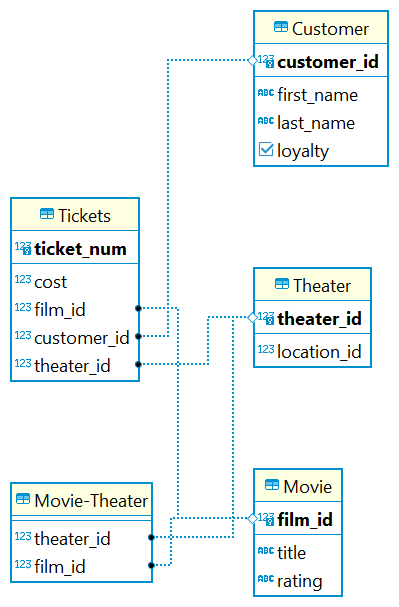 Customer
123 customer_id
ABC first_name
ABC last_name
loyalty
Tickets
123 ticket_num
123 cost
123 film_id
123 customer_id
123 theater_id
Theater
123 theater_id
123 location_id
Movie-Theater
123 theater_id
123 film_id
Movie
123 film_id
ABC title
ABC rating